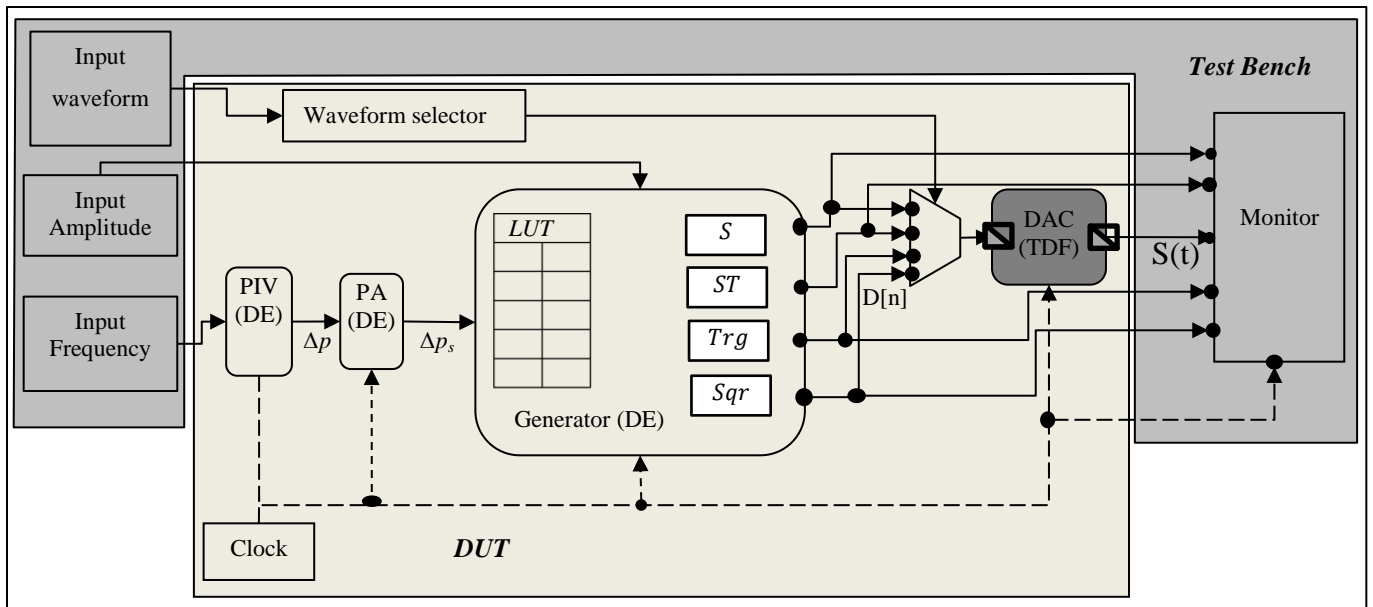 Input
waveform
Test Bench
Waveform selector
Input
Amplitude
LUT
S
DAC
(TDF)
Monitor
S(t)
ST
PIV
(DE)
PA
(DE)
D[n]
Input
Frequency
Δp
Δpₛ
Trg
Sqr
Generator (DE)
Clock
DUT